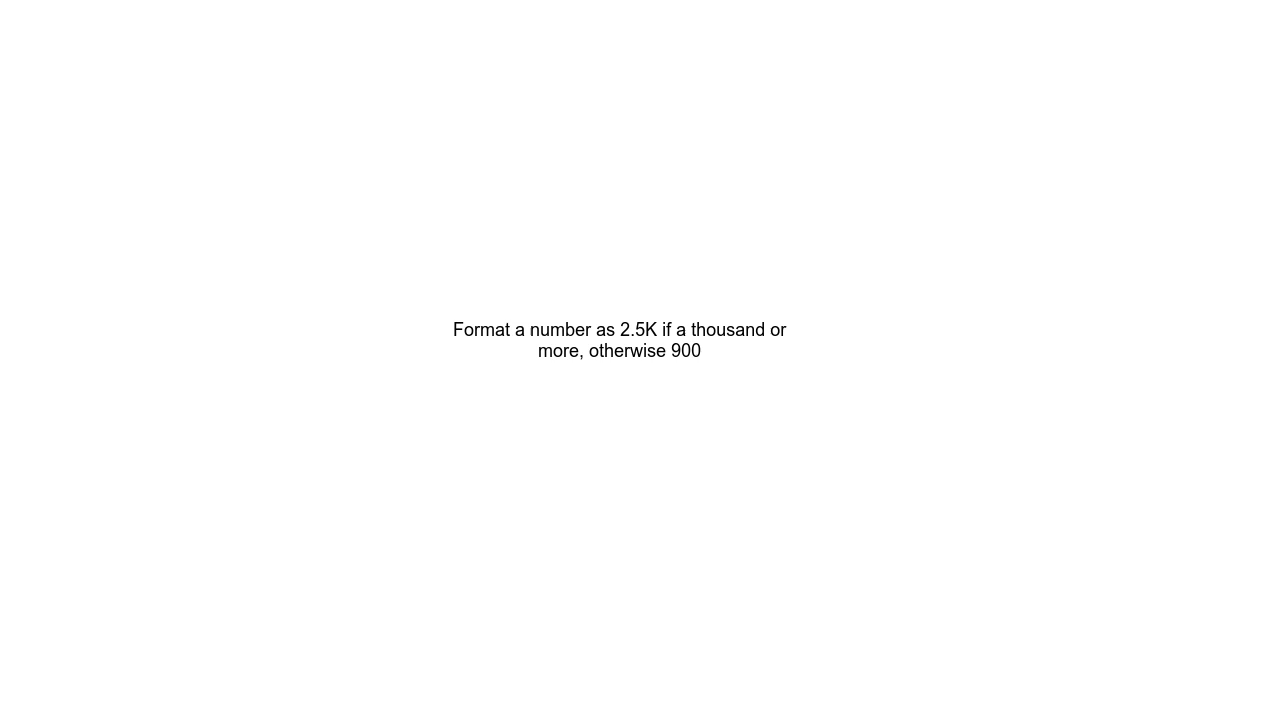 Format a number as 2.5K if a thousand or
more, otherwise 900